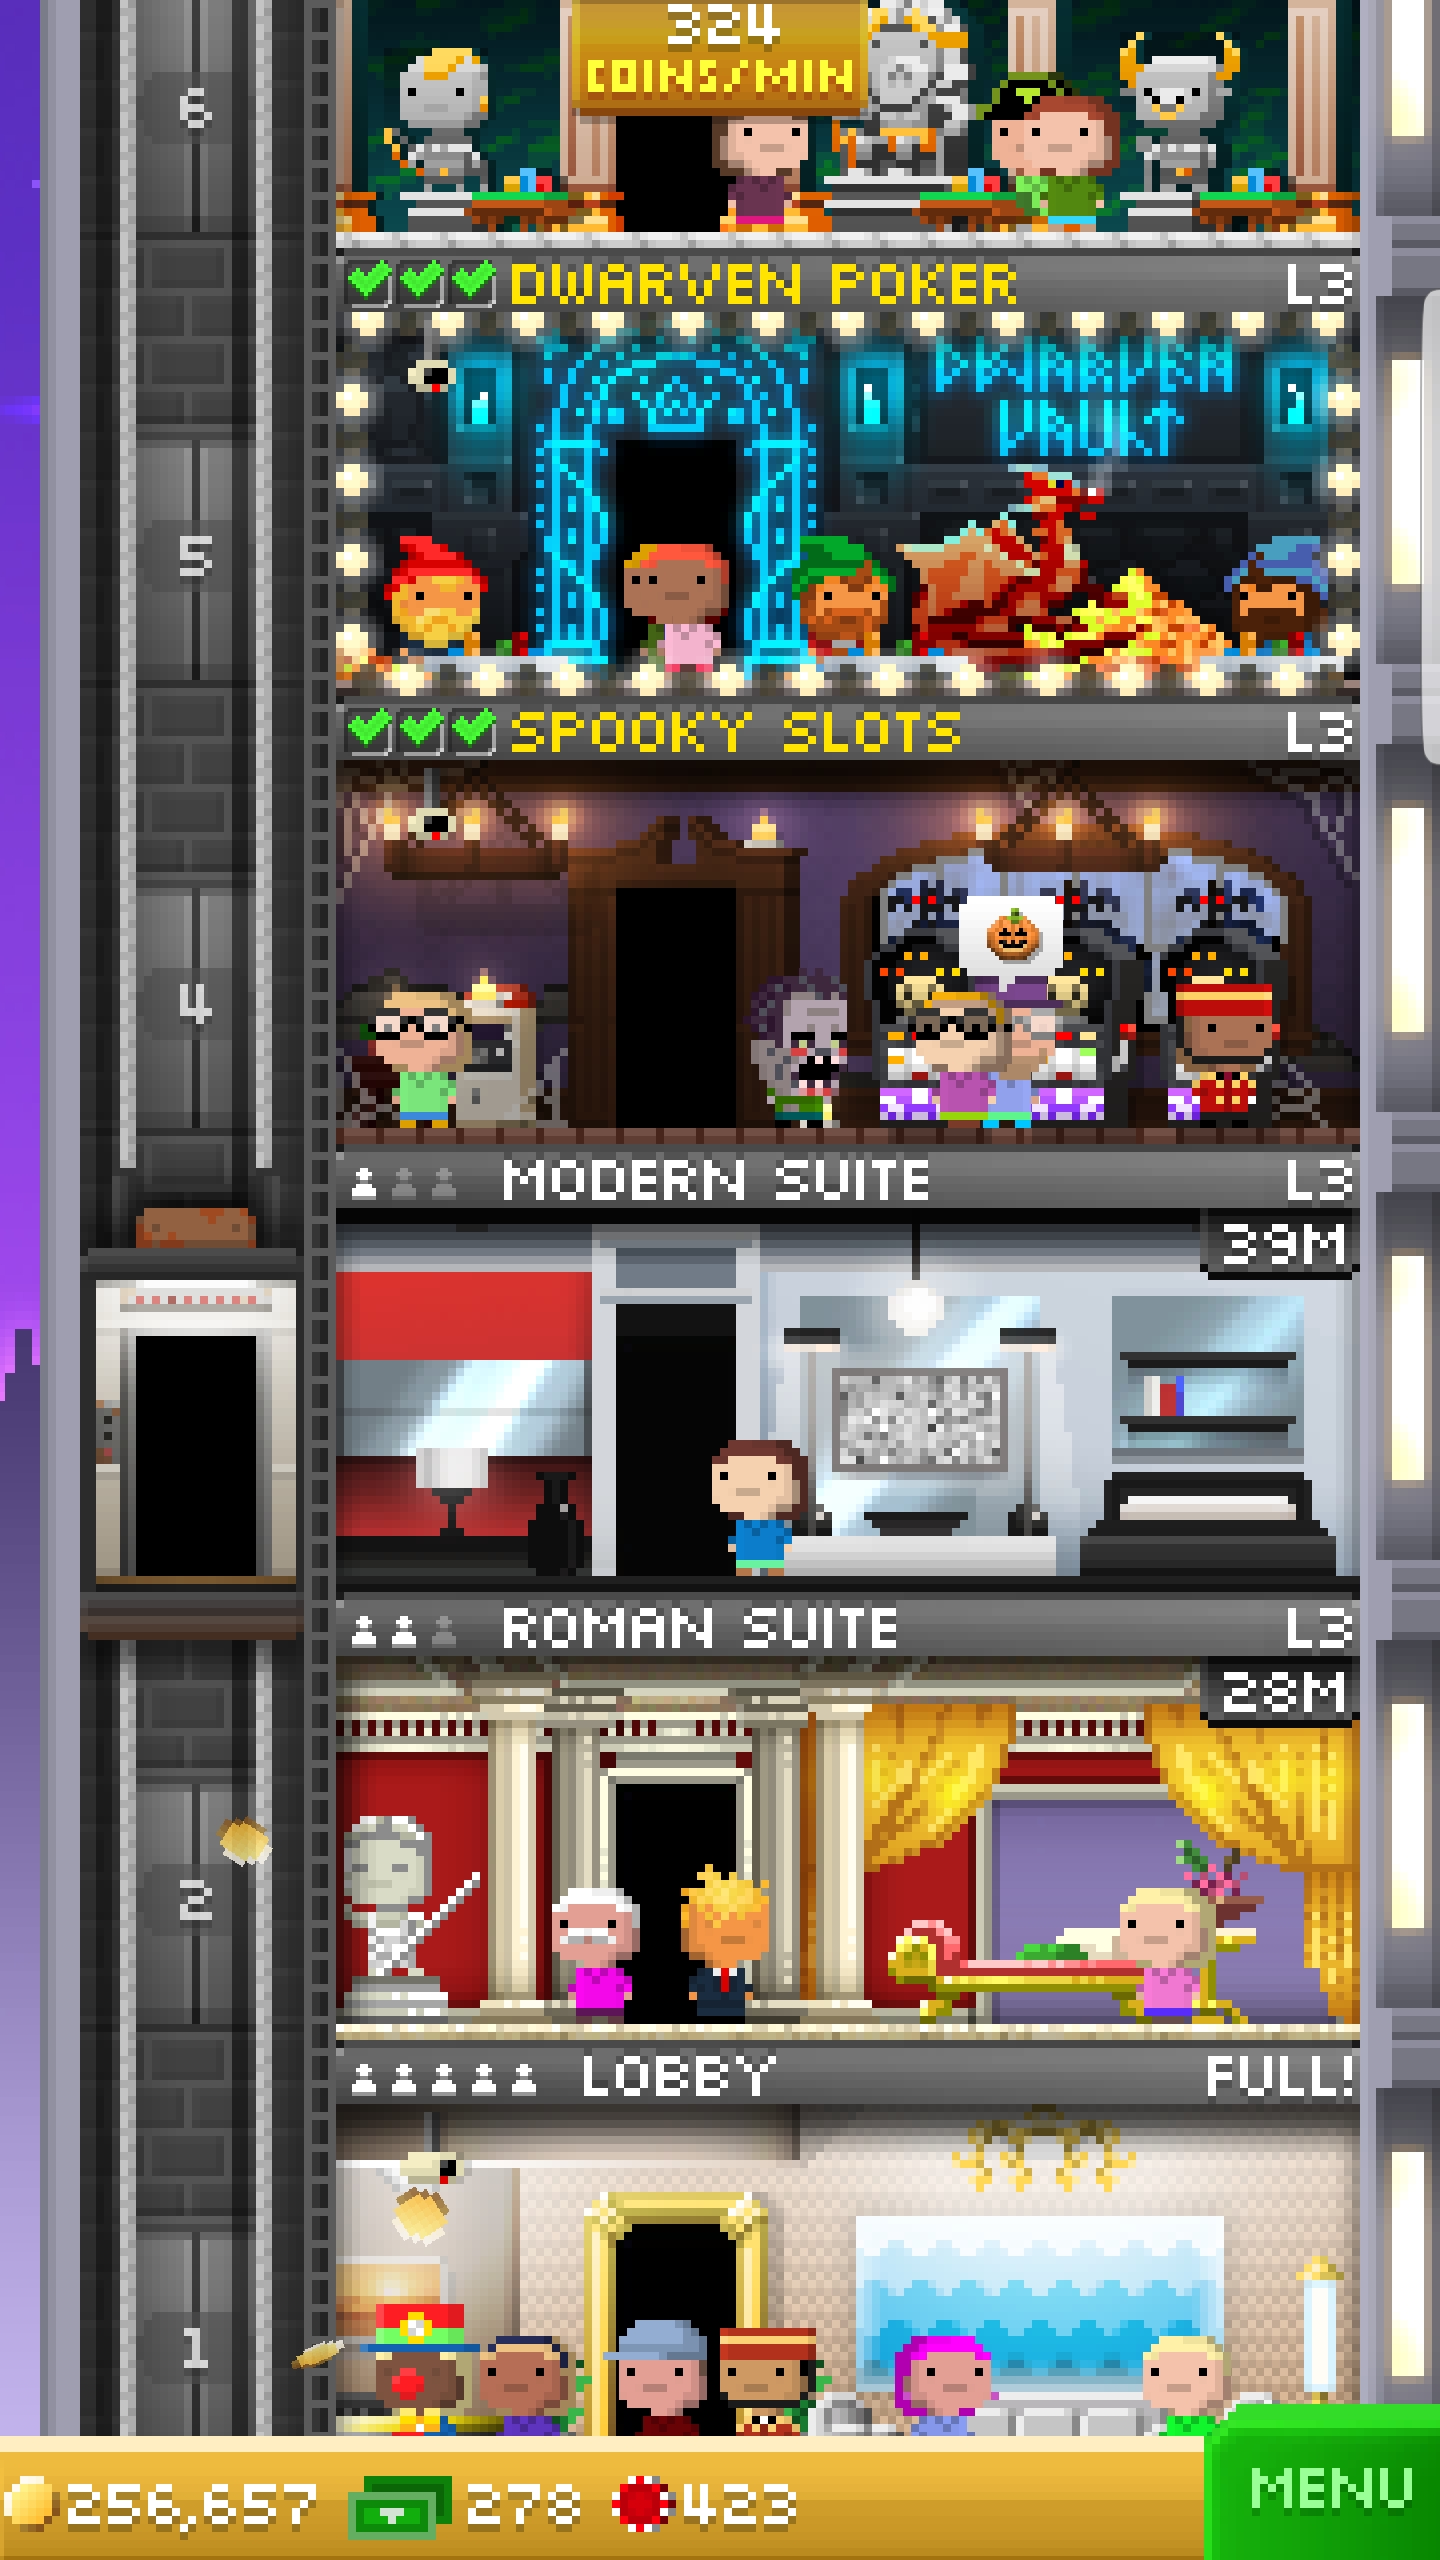 324
COINS/MIN
6
DWARVEN POKER L3
DWARVEN
VAULT
5
SPOOKY SLOTS L3
4
MODERN SUITE L3
39M
ROMAN SUITE L3
28M
2
LOBBY FULL!
1
256,657 278 423
MENU